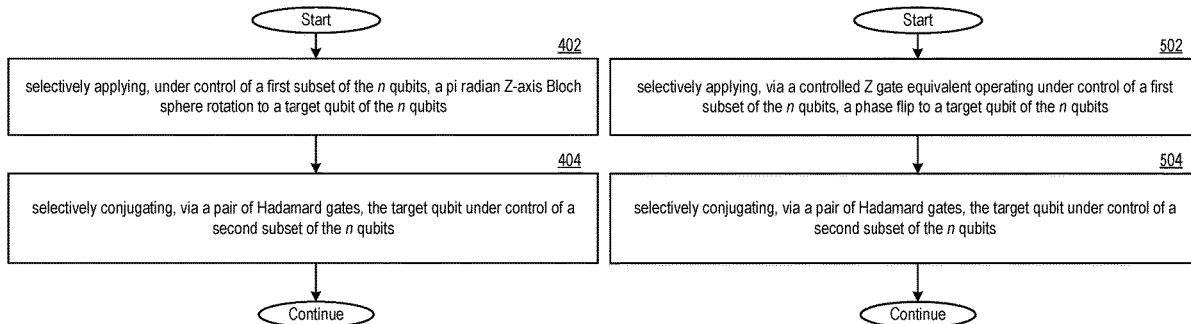 Start
402
selectively applying, under control of a first subset of the n qubits, a pi radian Z-axis Bloch
sphere rotation to a target qubit of the n qubits
404
selectively conjugating, via a pair of Hadamard gates, the target qubit under control of a
second subset of the n qubits
Continue
Start
502
selectively applying, via a controlled Z gate equivalent operating under control of a first
subset of the n qubits, a phase flip to a target qubit of the n qubits
504
selectively conjugating, via a pair of Hadamard gates, the target qubit under control of a
second subset of the n qubits
Continue